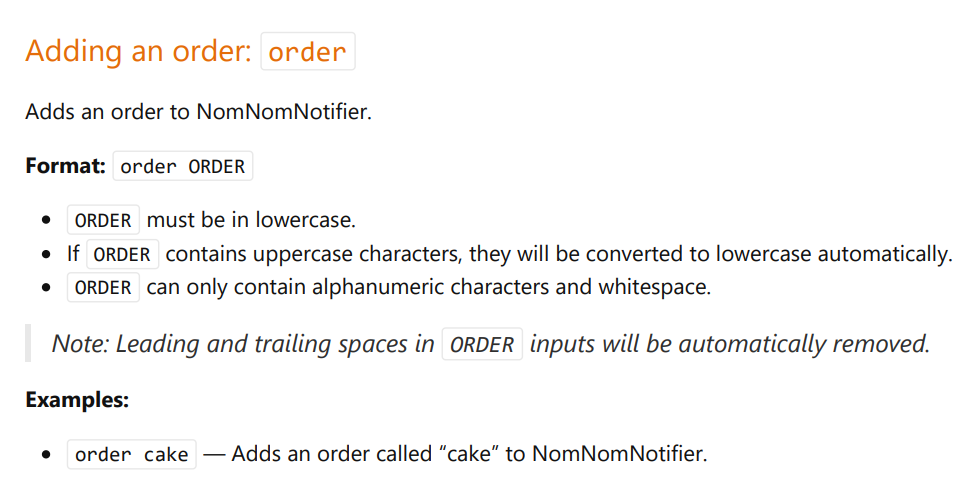 Adding an order: order
Adds an order to NomNomNotifier.
Format: order ORDER
• ORDER must be in lowercase.
• If ORDER contains uppercase characters, they will be converted to lowercase automatically.
• ORDER can only contain alphanumeric characters and whitespace.
Note: Leading and trailing spaces in ORDER inputs will be automatically removed.
Examples:
• order cake — Adds an order called “cake” to NomNomNotifier.